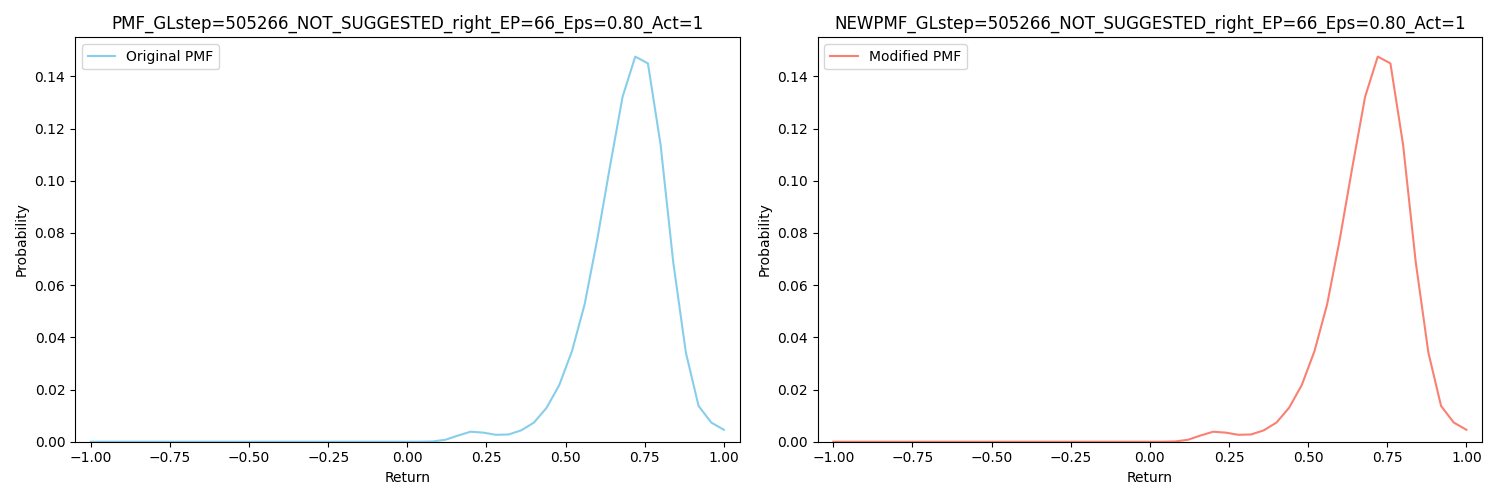 PMF_GLstep=505266_NOT_SUGGESTED_right_EP=66_Eps=0.80_Act=1
Original PMF
Probability
0.14
0.12
0.10
0.08
0.06
0.04
0.02
0.00
−1.00 −0.75 −0.50 −0.25 0.00 0.25 0.50 0.75 1.00
Return
NEWPMF_GLstep=505266_NOT_SUGGESTED_right_EP=66_Eps=0.80_Act=1
Modified PMF
Probability
0.14
0.12
0.10
0.08
0.06
0.04
0.02
0.00
−1.00 −0.75 −0.50 −0.25 0.00 0.25 0.50 0.75 1.00
Return